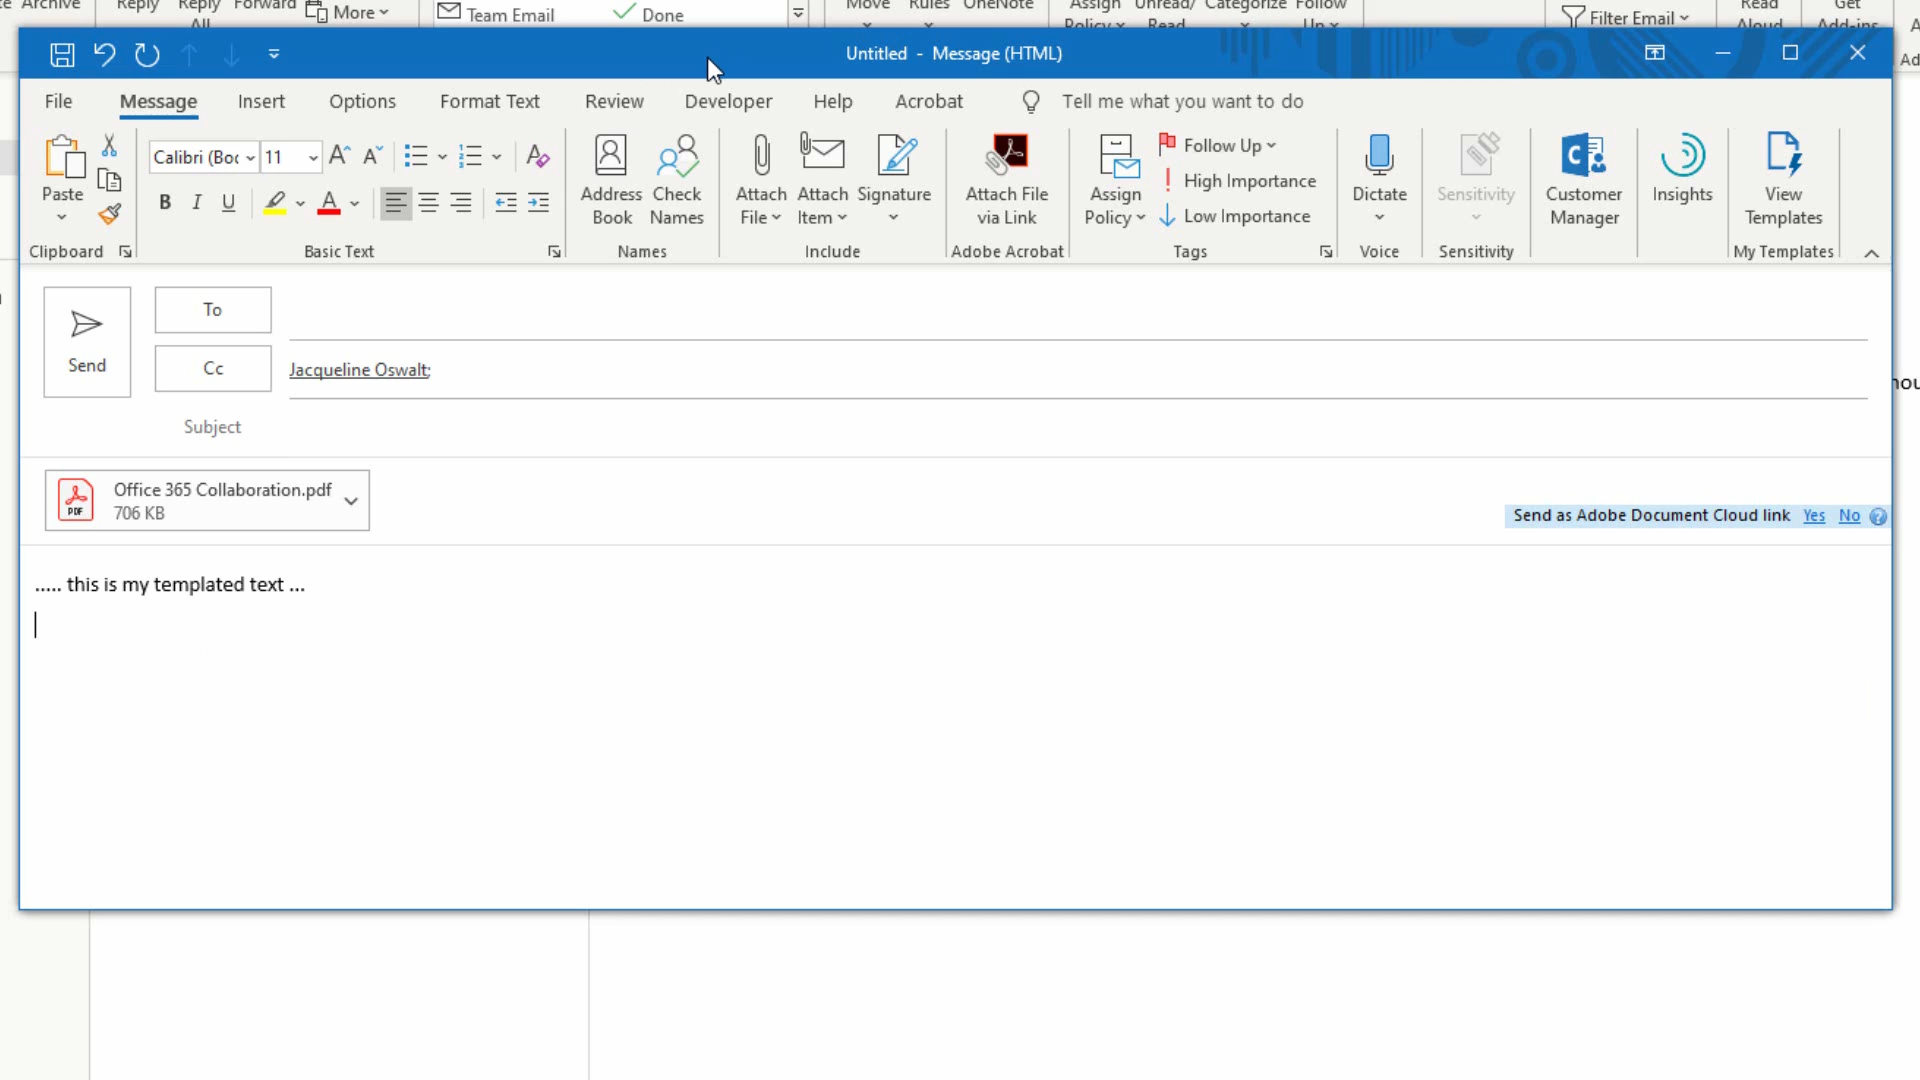 Archive Reply Reply Forward More Team Email Done Move Rules OneNote Assign Unread/ Categorize Follow Filter Email Read Get
All Policy Read Up Aloud Add-ins
Untitled - Message (HTML)
File Message Insert Options Format Text Review Developer Help Acrobat Tell me what you want to do
Paste
Calibri (Boo 11
B I U A
Address Book
Check Names
Attach File
Attach Item
Signature
Attach File via Link
Assign Policy
Follow Up
High Importance
Low Importance
Dictate
Sensitivity
Customer Manager
Insights
View Templates
Clipboard Basic Text Names Include Adobe Acrobat Tags Voice Sensitivity My Templates
Send
To
Cc Jacqueline Oswalt;
Subject
PDF
Office 365 Collaboration.pdf
706 KB
Send as Adobe Document Cloud link Yes No ?
..... this is my templated text ...